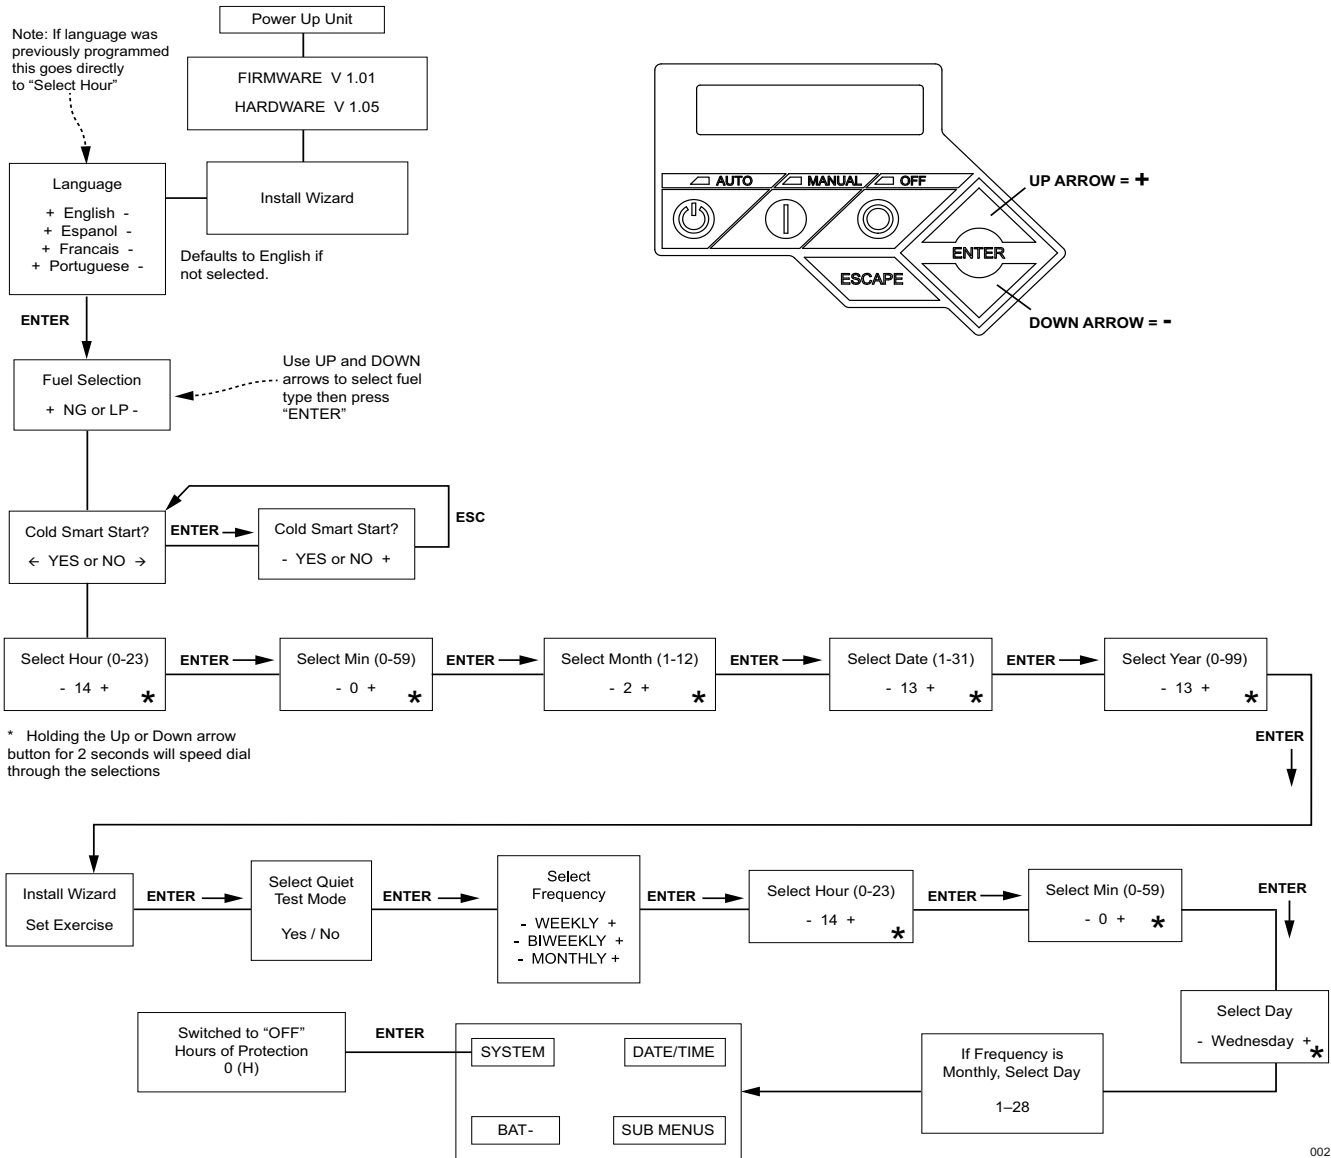 Power Up Unit
Note: If language was
previously programmed
this goes directly
to “Select Hour”
FIRMWARE V 1.01
HARDWARE V 1.05
Install Wizard
Language
+ English -
+ Espanol -
+ Francais -
+ Portuguese -
Defaults to English if
not selected.
AUTO
MANUAL
OFF
ESCAPE
ENTER
UP ARROW = +
DOWN ARROW = -
ENTER
Fuel Selection
+ NG or LP -
Use UP and DOWN
arrows to select fuel
type then press
“ENTER”
Cold Smart Start?
← YES or NO →
ENTER
Cold Smart Start?
- YES or NO +
ESC
Select Hour (0-23)
- 14 + *
ENTER
Select Min (0-59)
- 0 + *
ENTER
Select Month (1-12)
- 2 + *
ENTER
Select Date (1-31)
- 13 + *
ENTER
Select Year (0-99)
- 13 + *
ENTER
* Holding the Up or Down arrow
button for 2 seconds will speed dial
through the selections
Install Wizard
Set Exercise
ENTER
Select Quiet
Test Mode
Yes / No
ENTER
Select
Frequency
- WEEKLY +
- BIWEEKLY +
- MONTHLY +
ENTER
Select Hour (0-23)
- 14 + *
ENTER
Select Min (0-59)
- 0 + *
ENTER
Select Day
- Wednesday + *
If Frequency is
Monthly, Select Day
1–28
SYSTEM
DATE/TIME
BAT-
SUB MENUS
ENTER
Switched to “OFF”
Hours of Protection
0 (H)
002